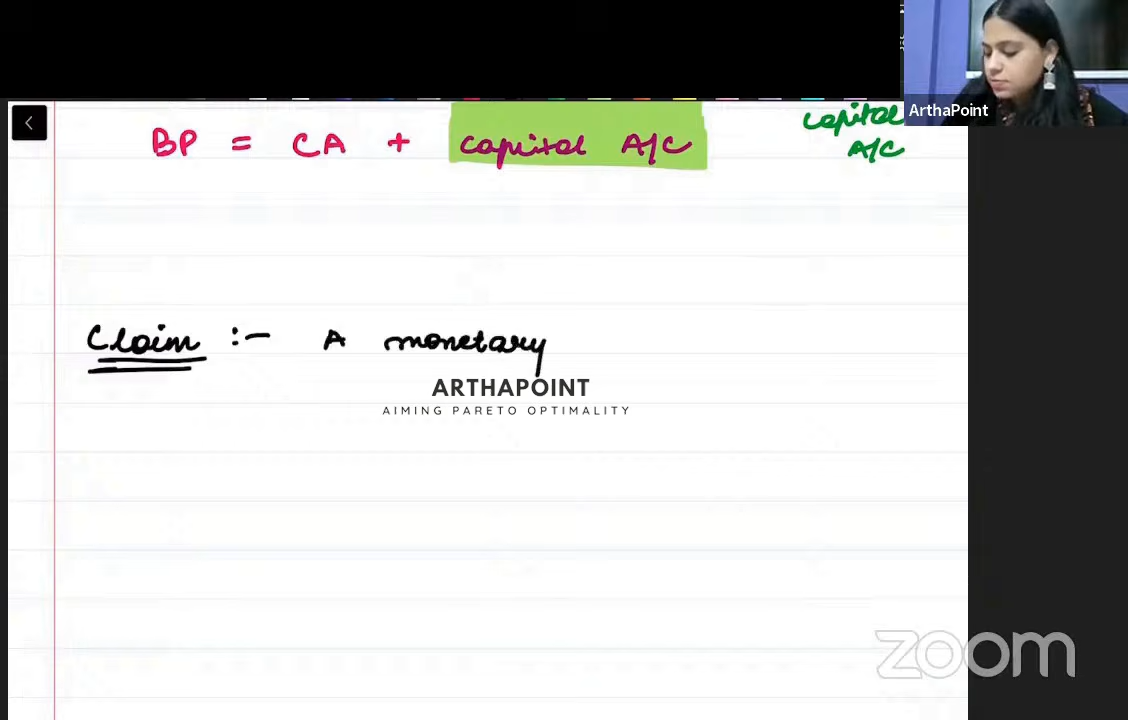 capital
A/C
ArthaPoint
BP = CA + capital A/C
Claim :- A monetary
ARTHAPOINT
AIMING PARETO OPTIMALITY
zoom